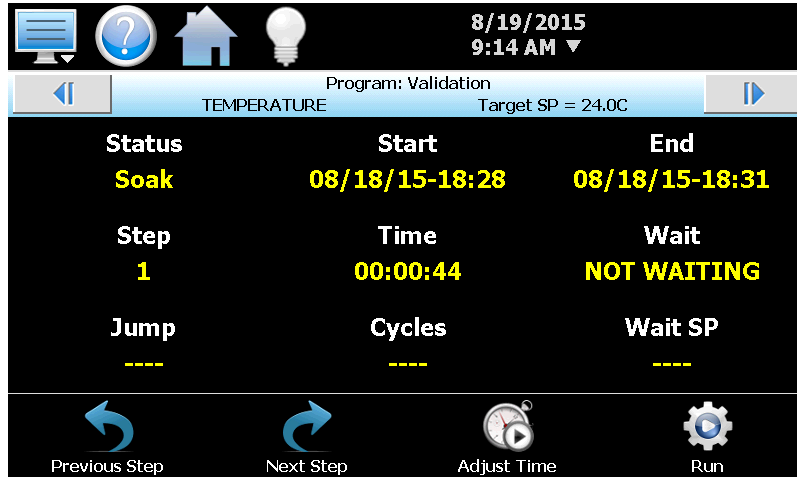 8/19/2015
9:14 AM ▼
Program: Validation
TEMPERATURE Target SP = 24.0C
Status Start End
Soak 08/18/15-18:28 08/18/15-18:31
Step Time Wait
1 00:00:44 NOT WAITING
Jump Cycles Wait SP
---- ---- ----
Previous Step Next Step Adjust Time Run